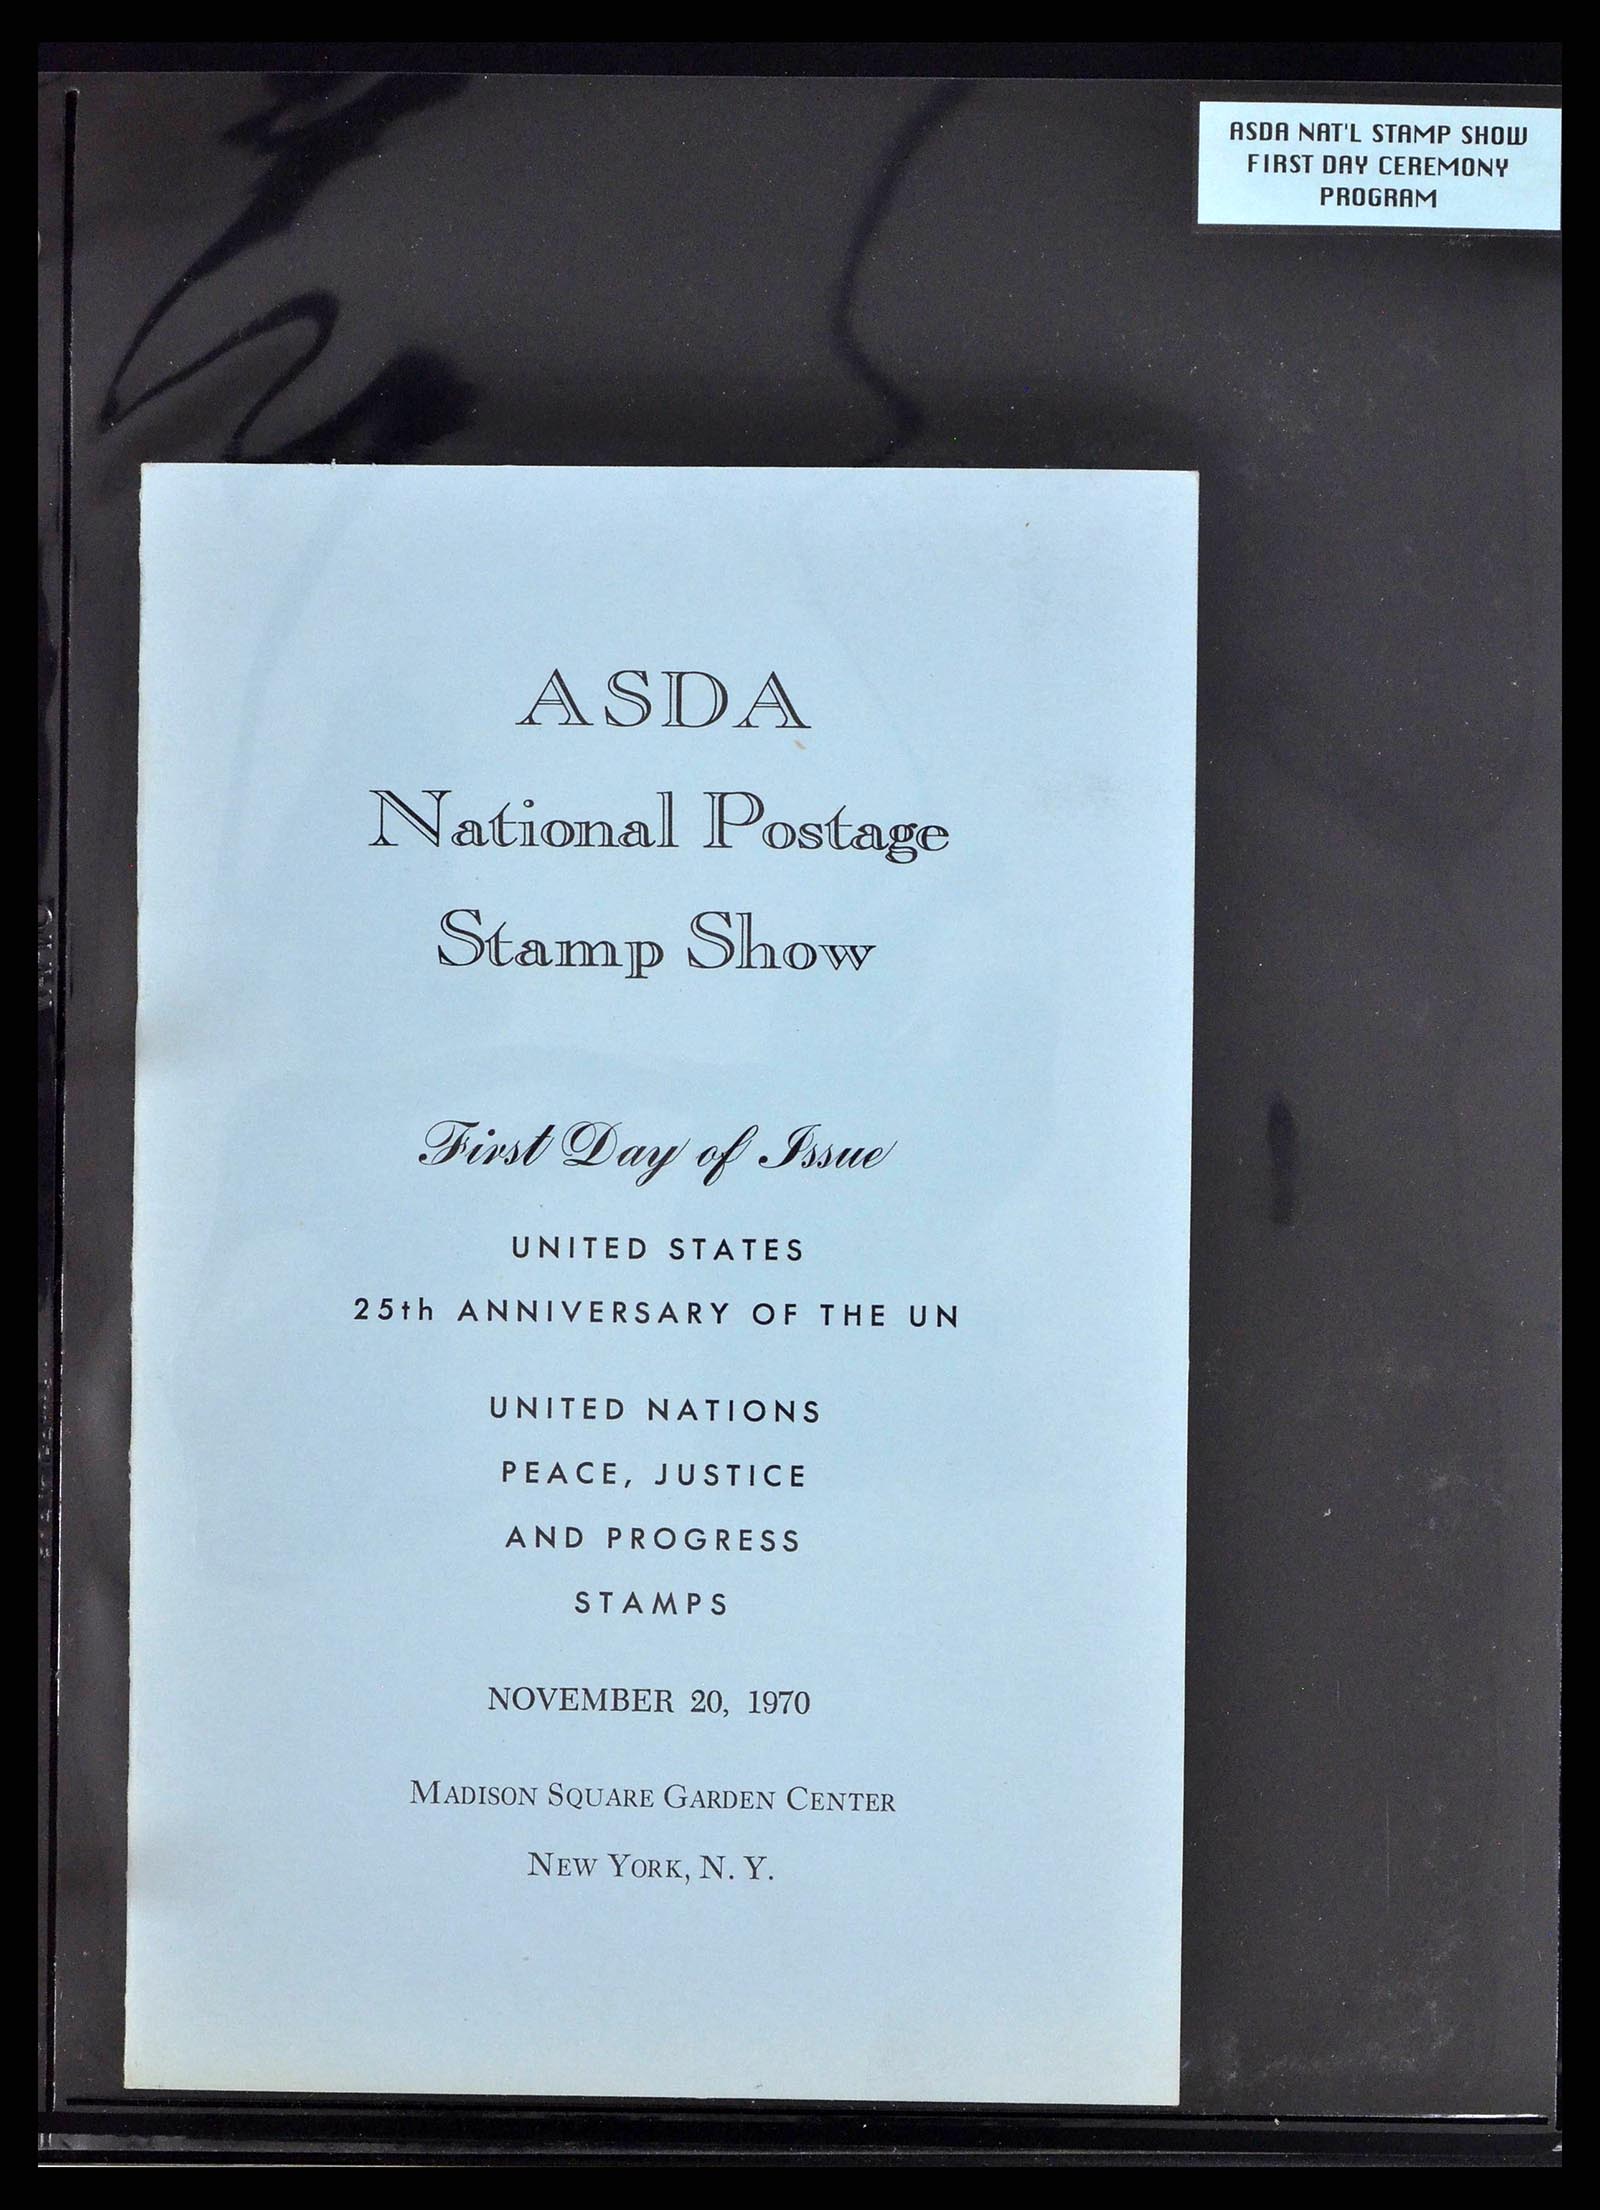 ASDA NAT'L STAMP SHOW
FIRST DAY CEREMONY
PROGRAM
ASDA
National Postage
Stamp Show
First Day of Issue
UNITED STATES
25th ANNIVERSARY OF THE UN
UNITED NATIONS
PEACE, JUSTICE
AND PROGRESS
STAMPS
NOVEMBER 20, 1970
MADISON SQUARE GARDEN CENTER
NEW YORK, N. Y.